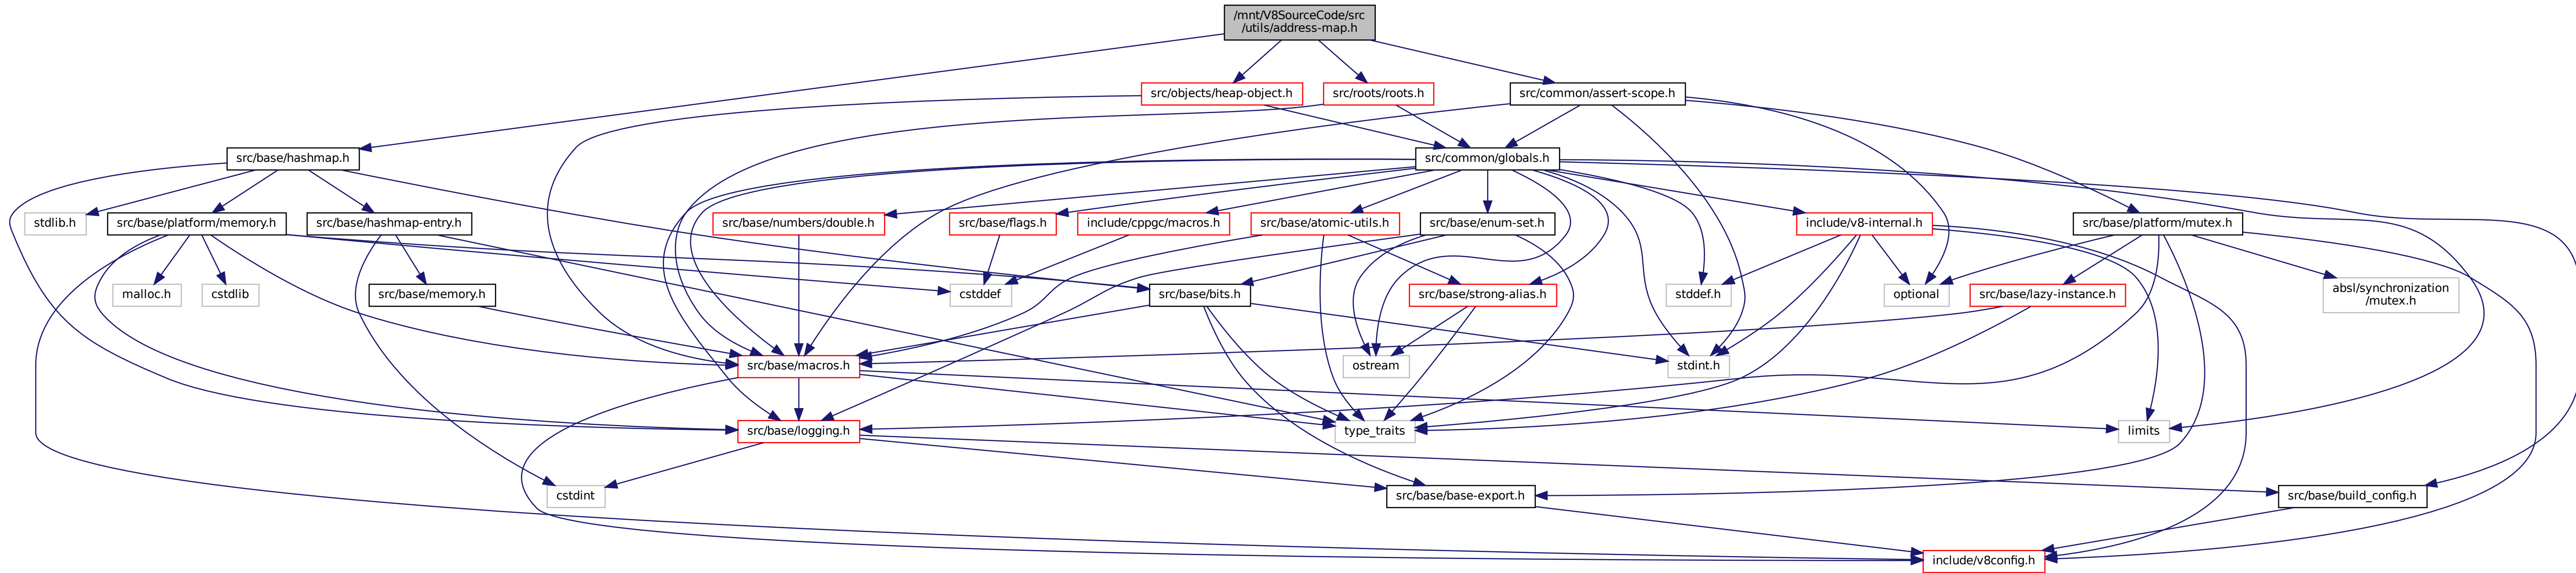 /mnt/V8SourceCode/src
/utils/address-map.h
src/objects/heap-object.h
src/roots/roots.h
src/common/assert-scope.h
src/base/hashmap.h
src/common/globals.h
stdlib.h
src/base/platform/memory.h
src/base/hashmap-entry.h
src/base/numbers/double.h
src/base/flags.h
include/cppgc/macros.h
src/base/atomic-utils.h
src/base/enum-set.h
include/v8-internal.h
src/base/platform/mutex.h
malloc.h
cstdlib
src/base/memory.h
cstddef
src/base/bits.h
src/base/strong-alias.h
stddef.h
optional
src/base/lazy-instance.h
absl/synchronization
/mutex.h
src/base/macros.h
ostream
stdint.h
src/base/logging.h
type_traits
limits
cstdint
src/base/base-export.h
src/base/build_config.h
include/v8config.h